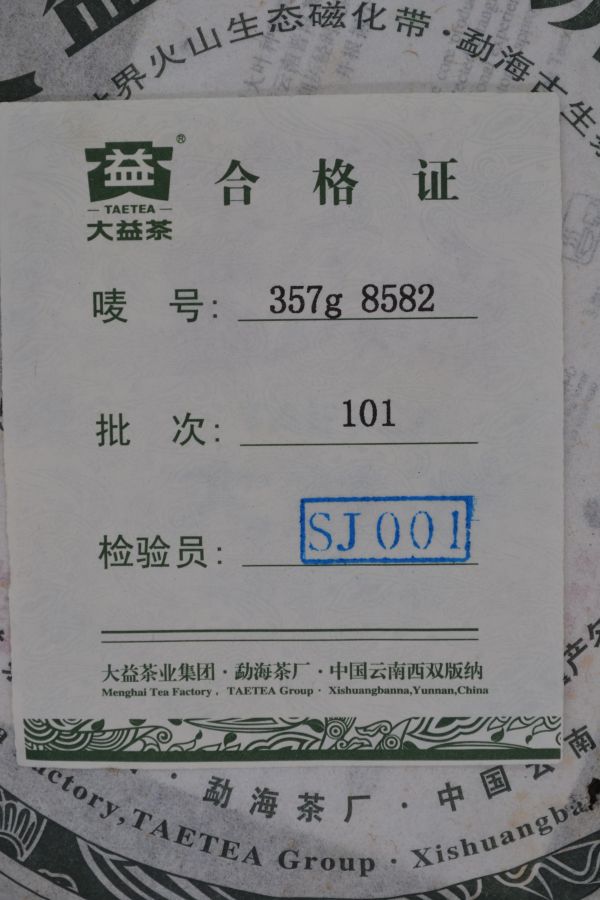 界火山生态磁化带·勐海古生茶
益®
— TAETEA —
大益茶
合格证
唛号: 357g 8582
批次: 101
检验员: SJ001
大益茶业集团·勐海茶厂·中国云南西双版纳
Menghai Tea Factory, TAETEA Group · Xishuangbanna,Yunnan,China
· 勐海茶厂 · 中国云南
Factory,TAETEA Group · Xishuangba